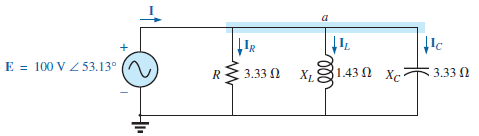 I
a
I_R
I_L
I_C
+
E = 100 V ∠ 53.13°
R 3.33 Ω
X_L 1.43 Ω
X_C 3.33 Ω
–